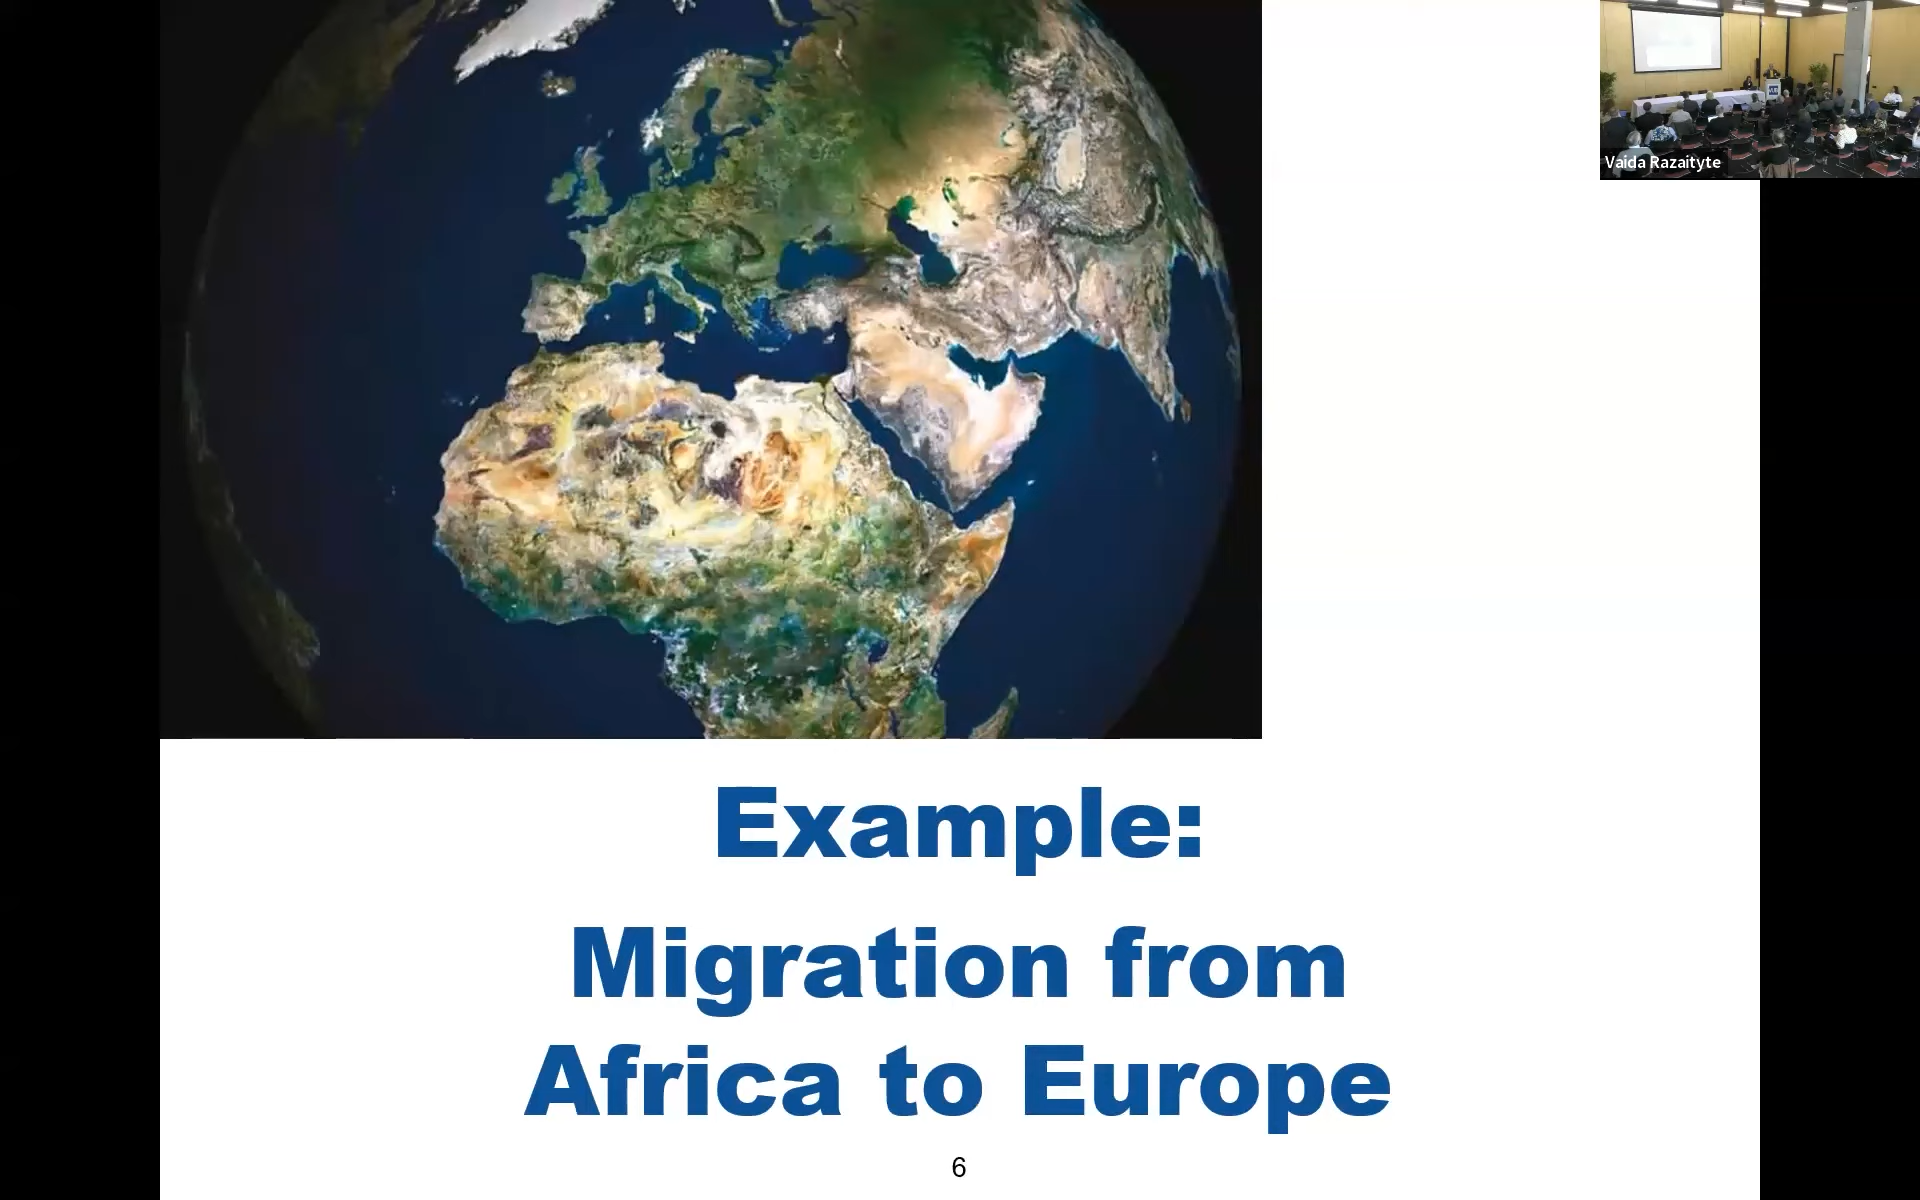 Vaida Razaityte
Example:
Migration from
Africa to Europe
6